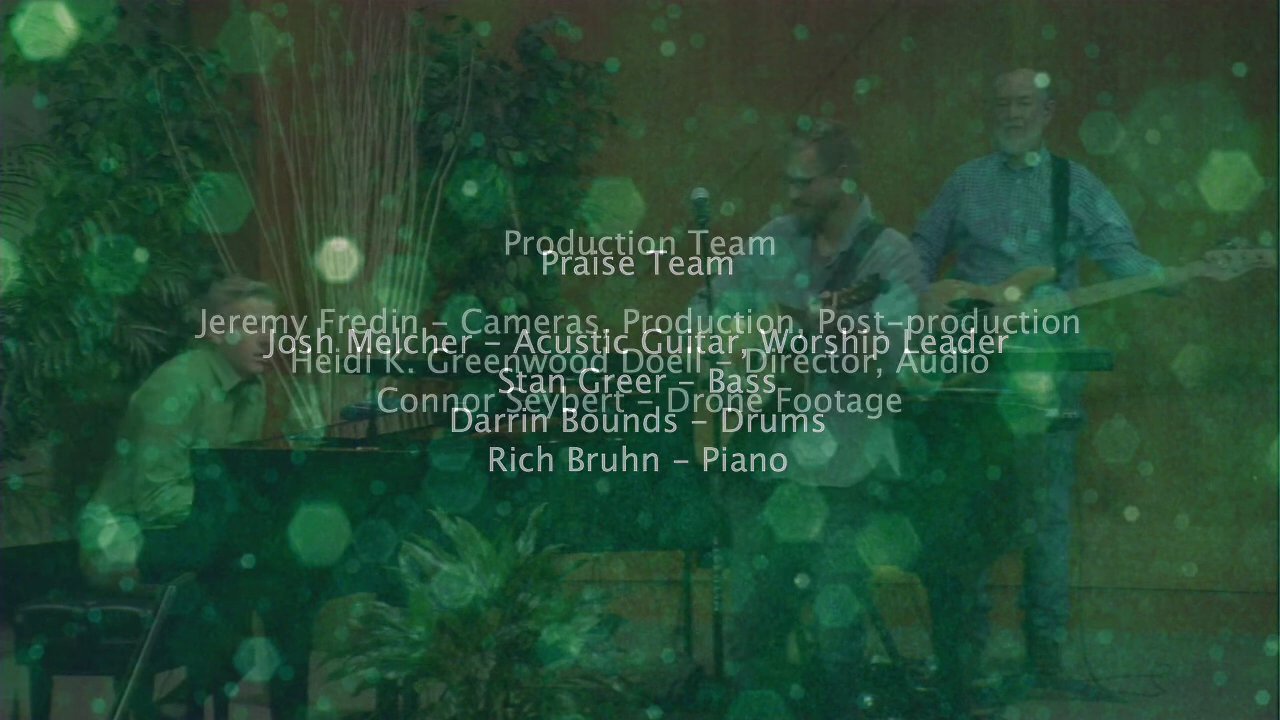 Production Team
Praise Team
Jeremy Fredin – Cameras, Production, Post-production
Josh Melcher – Acustic Guitar, Worship Leader
Heidi K. Greenwood Doell – Director, Audio
Stan Greer – Bass
Connor Seybert – Drone Footage
Darrin Bounds – Drums
Rich Bruhn – Piano